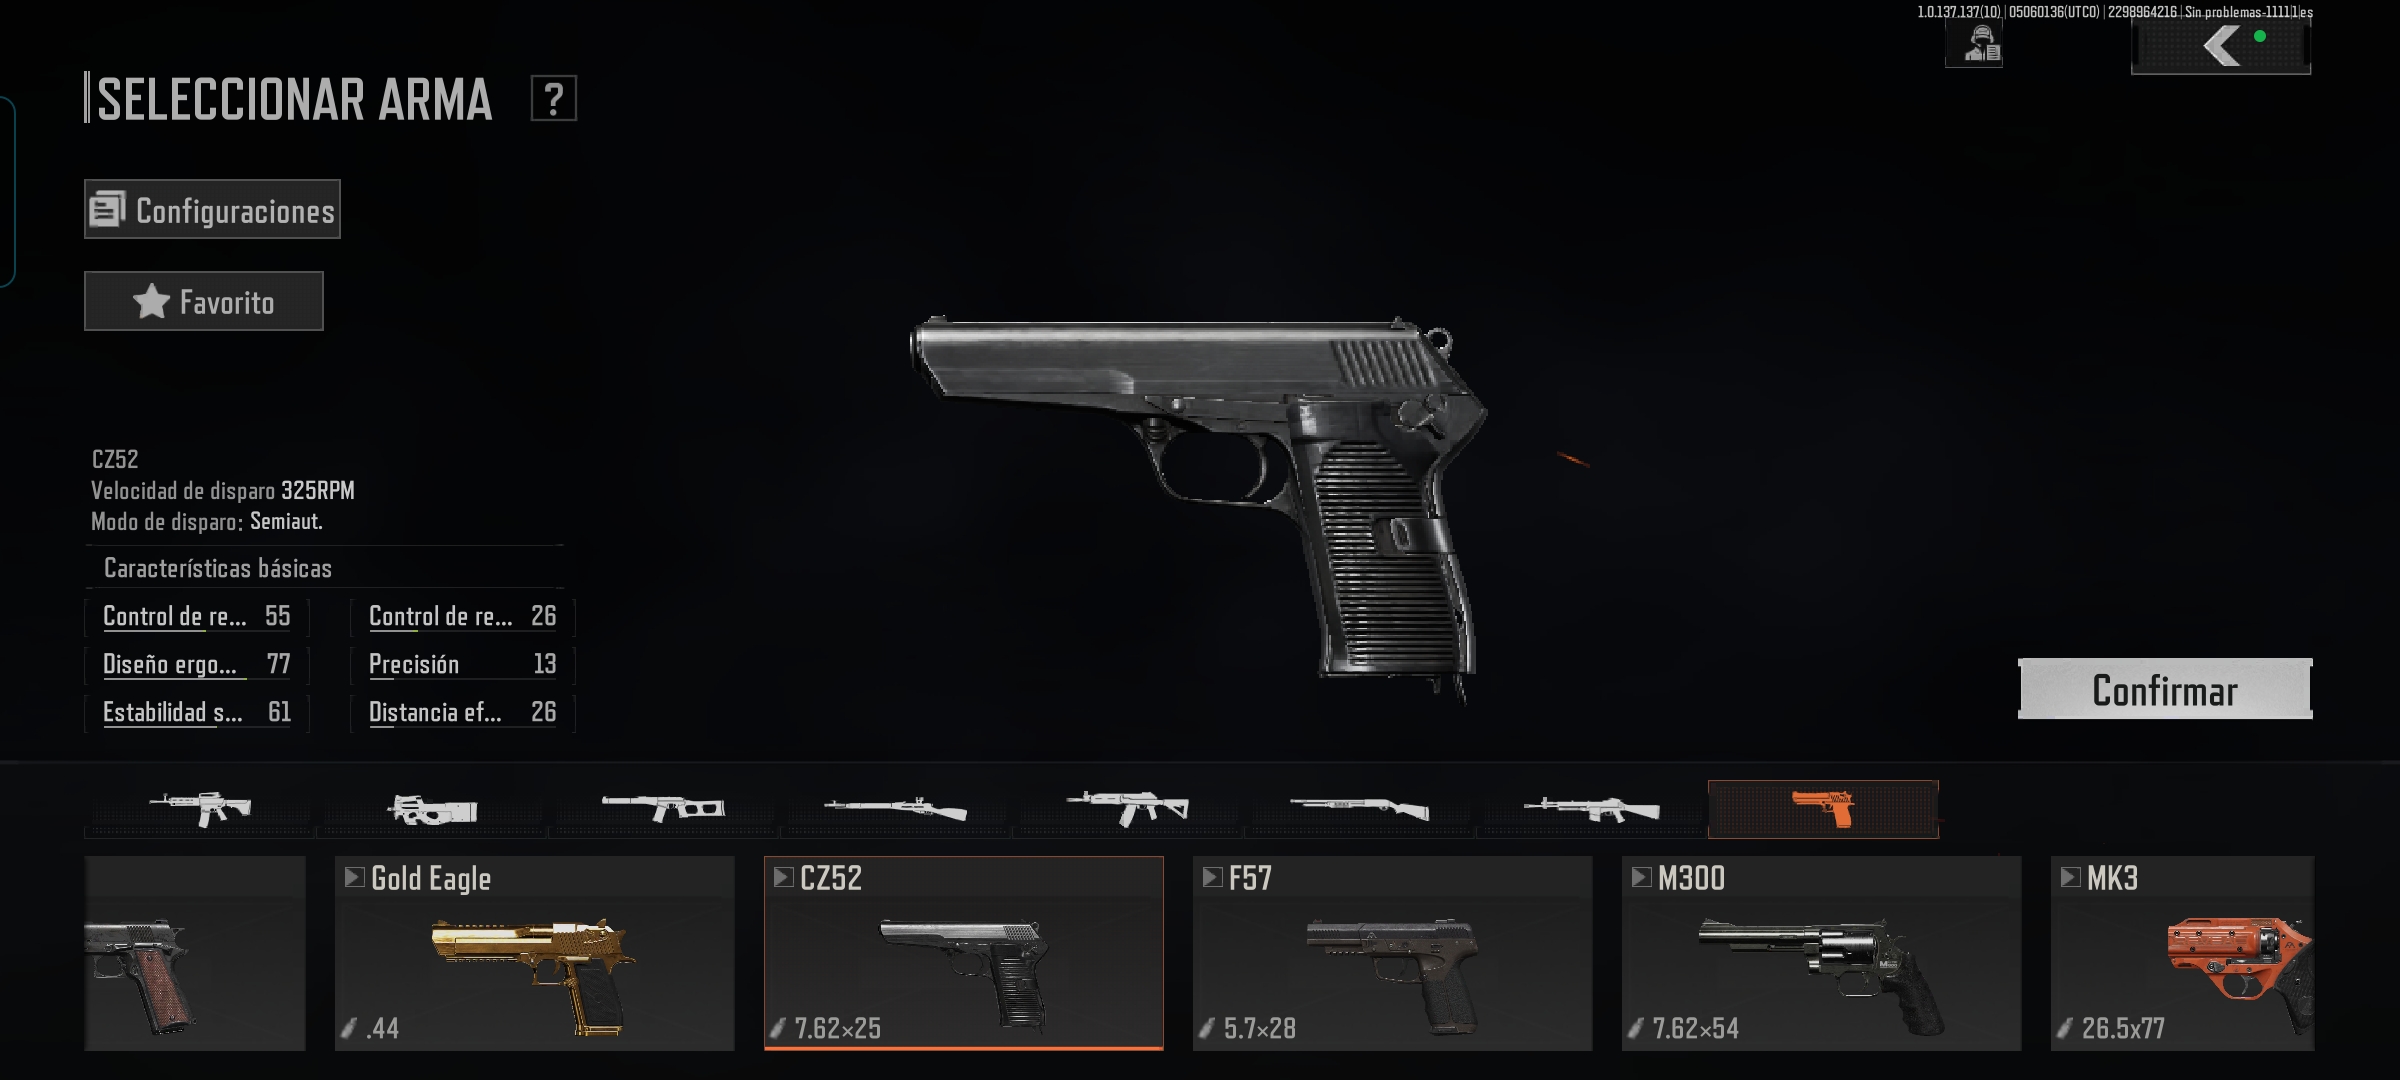 1.0.137.137(10) | 05060136(UTC0) | 2298964216 | Sin problemas-1111|1|es
SELECCIONAR ARMA ?
Configuraciones
Favorito
CZ52
Velocidad de disparo 325RPM
Modo de disparo: Semiaut.
Características básicas
Control de re... 55
Control de re... 26
Diseño ergo... 77
Precisión 13
Estabilidad s... 61
Distancia ef... 26
Confirmar
Gold Eagle
CZ52
F57
M300
MK3
.44
7.62×25
5.7×28
7.62×54
26.5x77